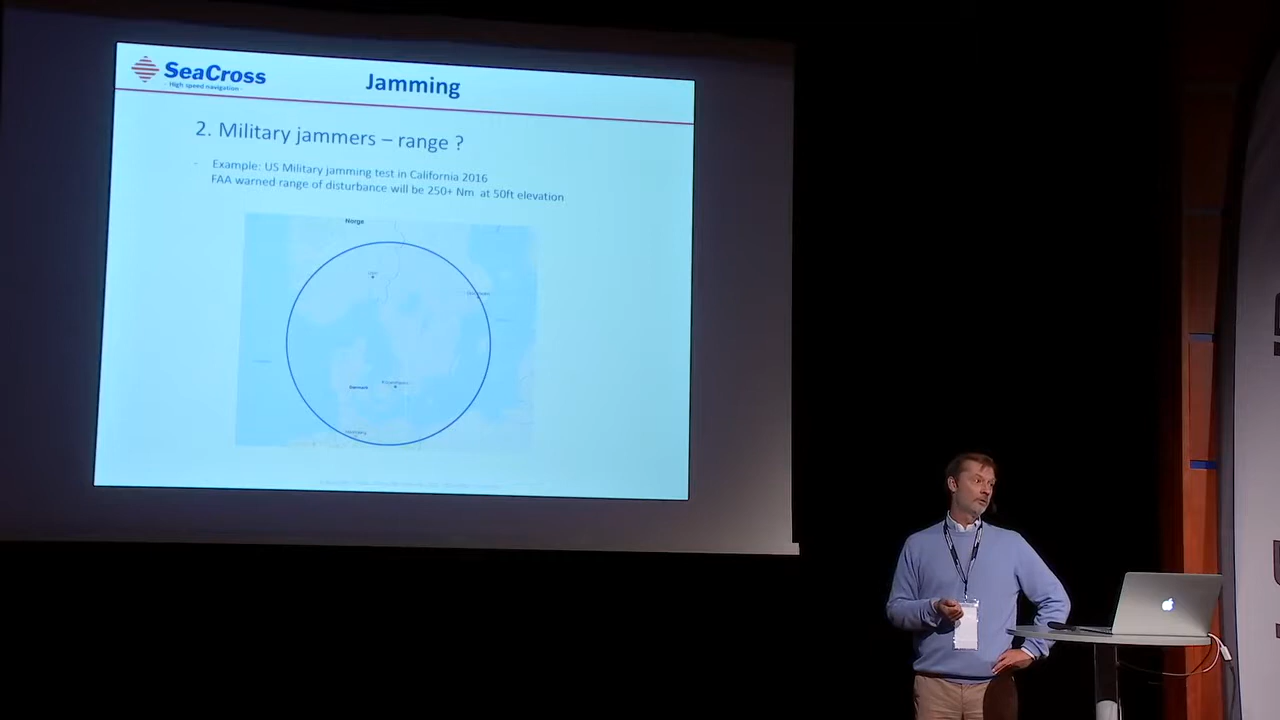 SeaCross
- High speed navigation -
Jamming
2. Military jammers – range ?
- Example: US Military jamming test in California 2016
FAA warned range of disturbance will be 250+ Nm at 50ft elevation
Norge
Danmark